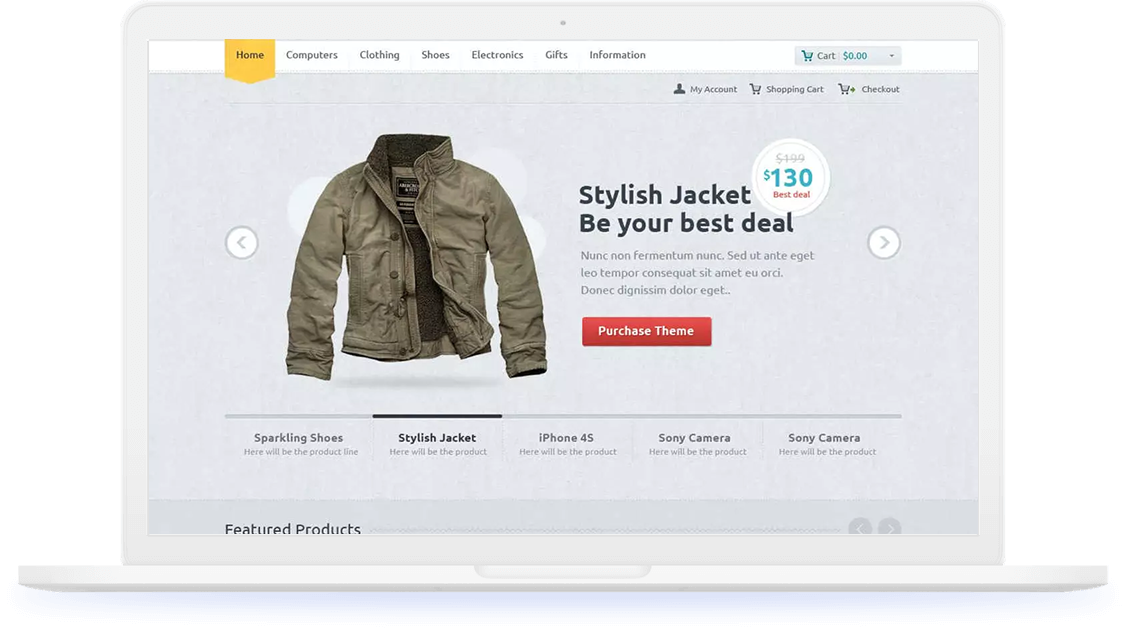 Home Computers Clothing Shoes Electronics Gifts Information Cart $0.00
My Account Shopping Cart Checkout
$199
$130
Best deal
Stylish Jacket
Be your best deal
Nunc non fermentum nunc. Sed ut ante eget
leo tempor consequat sit amet eu orci.
Donec dignissim dolor eget..
Purchase Theme
Sparkling Shoes
Here will be the product line
Stylish Jacket
Here will be the product
iPhone 4S
Here will be the product
Sony Camera
Here will be the product
Sony Camera
Here will be the product
Featured Products